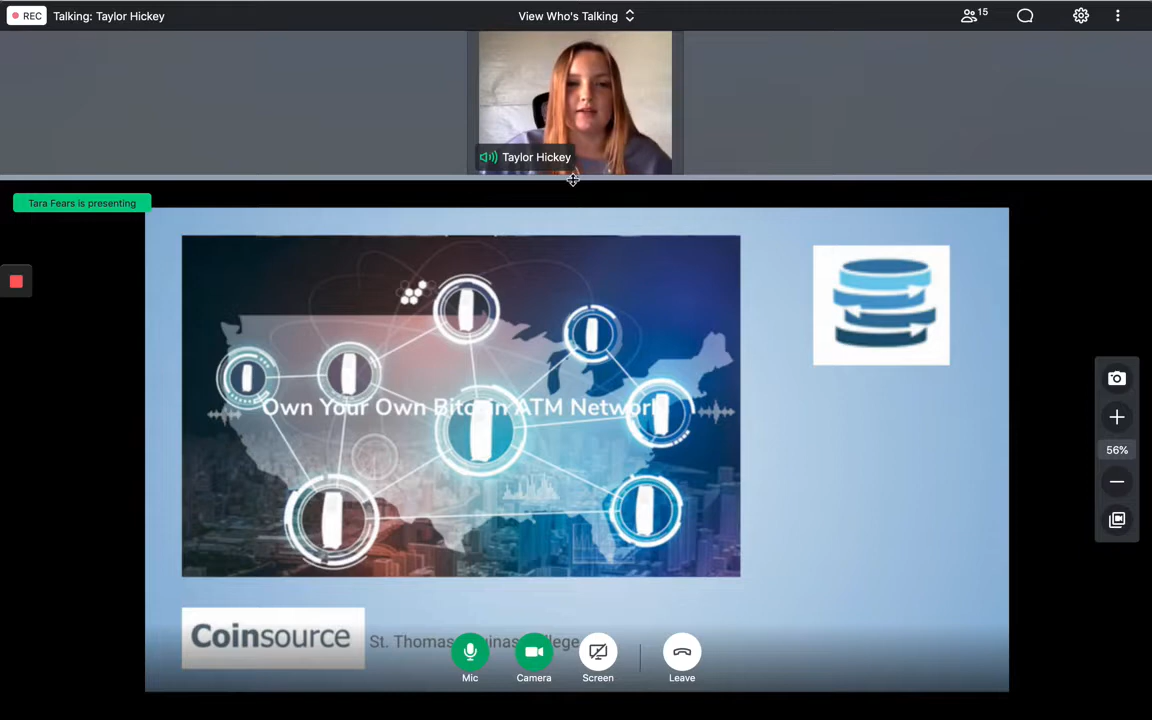 REC
Talking: Taylor Hickey
View Who's Talking
15
Taylor Hickey
Tara Fears is presenting
Own Your Own Bitcoin ATM Network
56%
Coinsource
St. Thomas Aquinas College
Mic
Camera
Screen
Leave